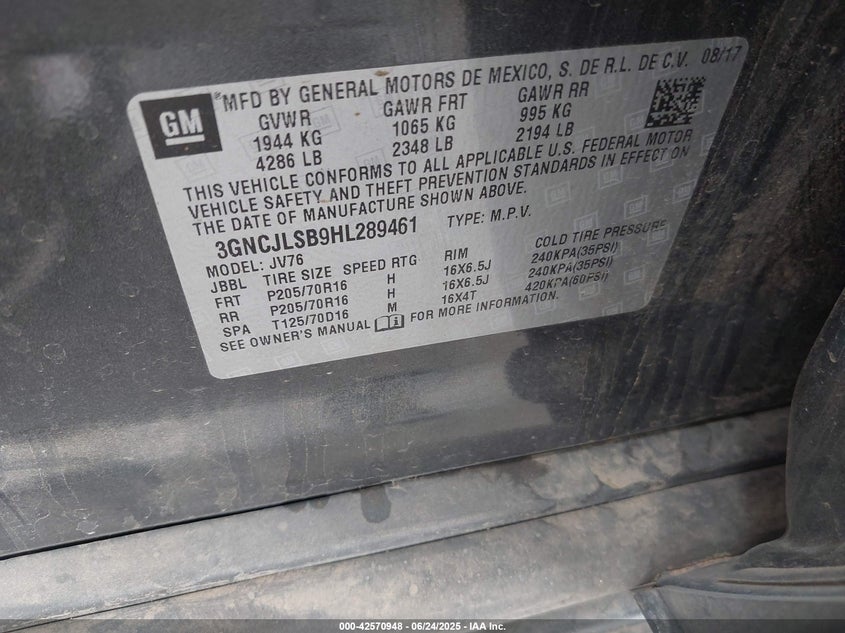 GM
®MFD BY GENERAL MOTORS DE MEXICO, S. DE R.L. DE C.V. 08/17
GVWR GAWR FRT GAWR RR
1944 KG 1065 KG 995 KG
4286 LB 2348 LB 2194 LB
THIS VEHICLE CONFORMS TO ALL APPLICABLE U.S. FEDERAL MOTOR
VEHICLE SAFETY AND THEFT PREVENTION STANDARDS IN EFFECT ON
THE DATE OF MANUFACTURE SHOWN ABOVE.
3GNCJLSB9HL289461 TYPE: M.P.V.
MODEL: JV76
JBBL TIRE SIZE SPEED RTG RIM COLD TIRE PRESSURE
FRT P205/70R16 H 16X6.5J 240KPA(35PSI)
RR P205/70R16 H 16X6.5J 240KPA(35PSI)
SPA T125/70D16 M 16X4T 420KPA(60PSI)
SEE OWNER'S MANUAL FOR MORE INFORMATION.
000-42570948 - 06/24/2025 - IAA Inc.